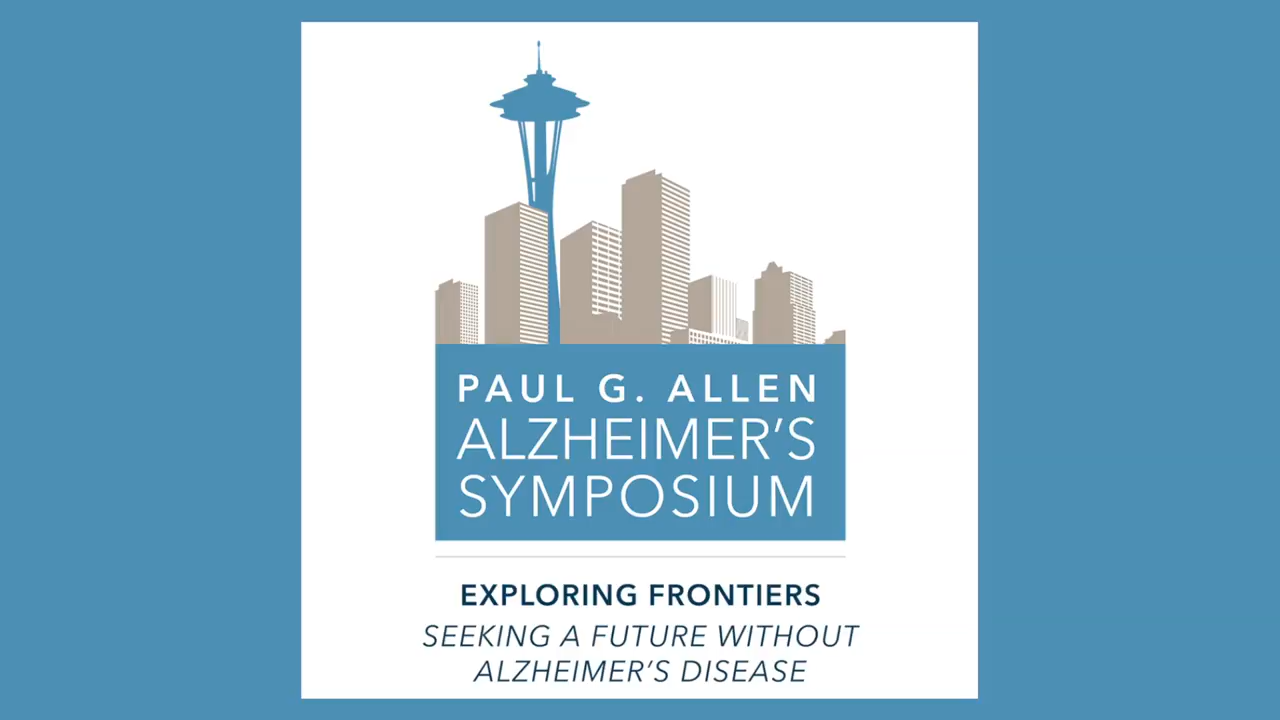 PAUL G. ALLEN
ALZHEIMER'S
SYMPOSIUM
EXPLORING FRONTIERS
SEEKING A FUTURE WITHOUT
ALZHEIMER'S DISEASE